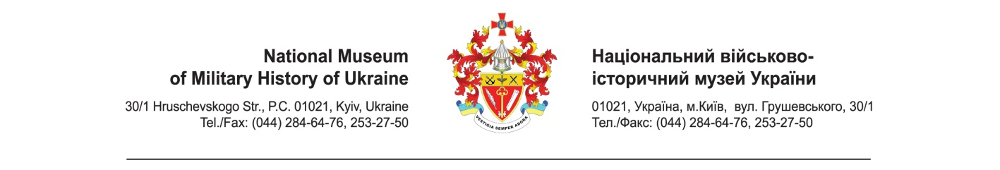 National Museum
of Military History of Ukraine
30/1 Hruschevskogo Str., P.C. 01021, Kyiv, Ukraine
Tel./Fax: (044) 284-64-76, 253-27-50
VESTIGIA SEMPER ADORA
Національний військово-
історичний музей України
01021, Україна, м.Київ, вул. Грушевського, 30/1
Тел./Факс: (044) 284-64-76, 253-27-50